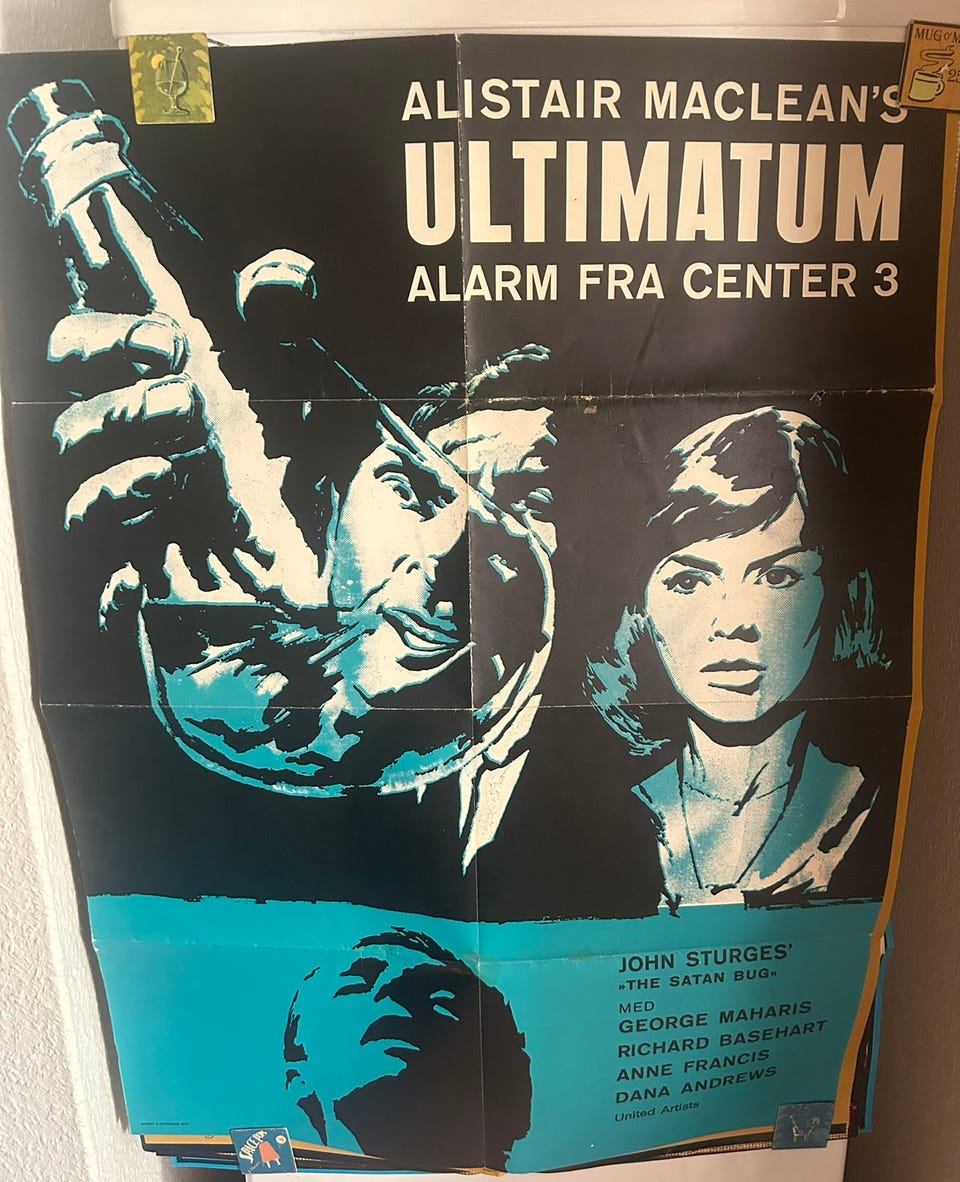 MUG O'M
25
ALISTAIR MACLEAN'S
ULTIMATUM
ALARM FRA CENTER 3
JOHN STURGES'
»THE SATAN BUG«
MED
GEORGE MAHARIS
RICHARD BASEHART
ANNE FRANCIS
DANA ANDREWS
United Artists